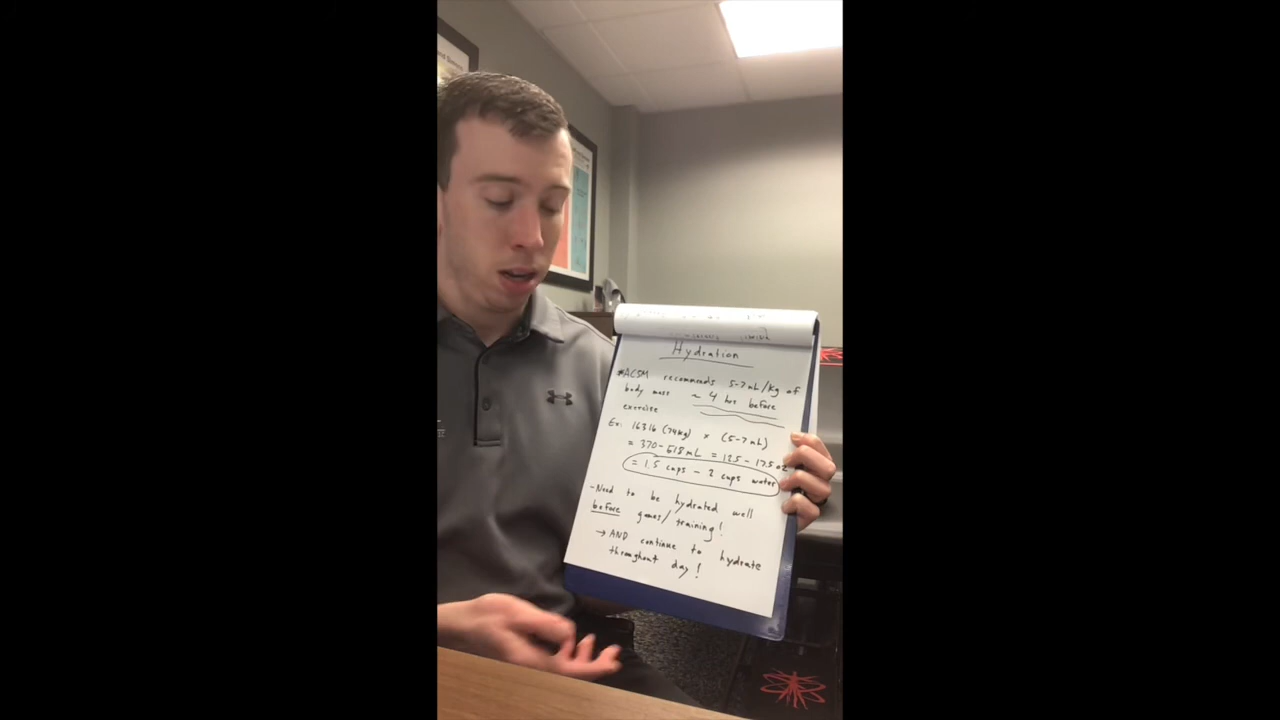 Hydration
*ACSM recommends 5-7 mL/kg of
body mass ~ 4 hrs before
exercise
Ex: 163 lb (74kg) x (5-7 mL)
= 370-518 mL = 12.5 - 17.5 oz
= 1.5 cups - 2 cups water
-Need to be hydrated well
before games/training!
→ AND continue to hydrate
throughout day!